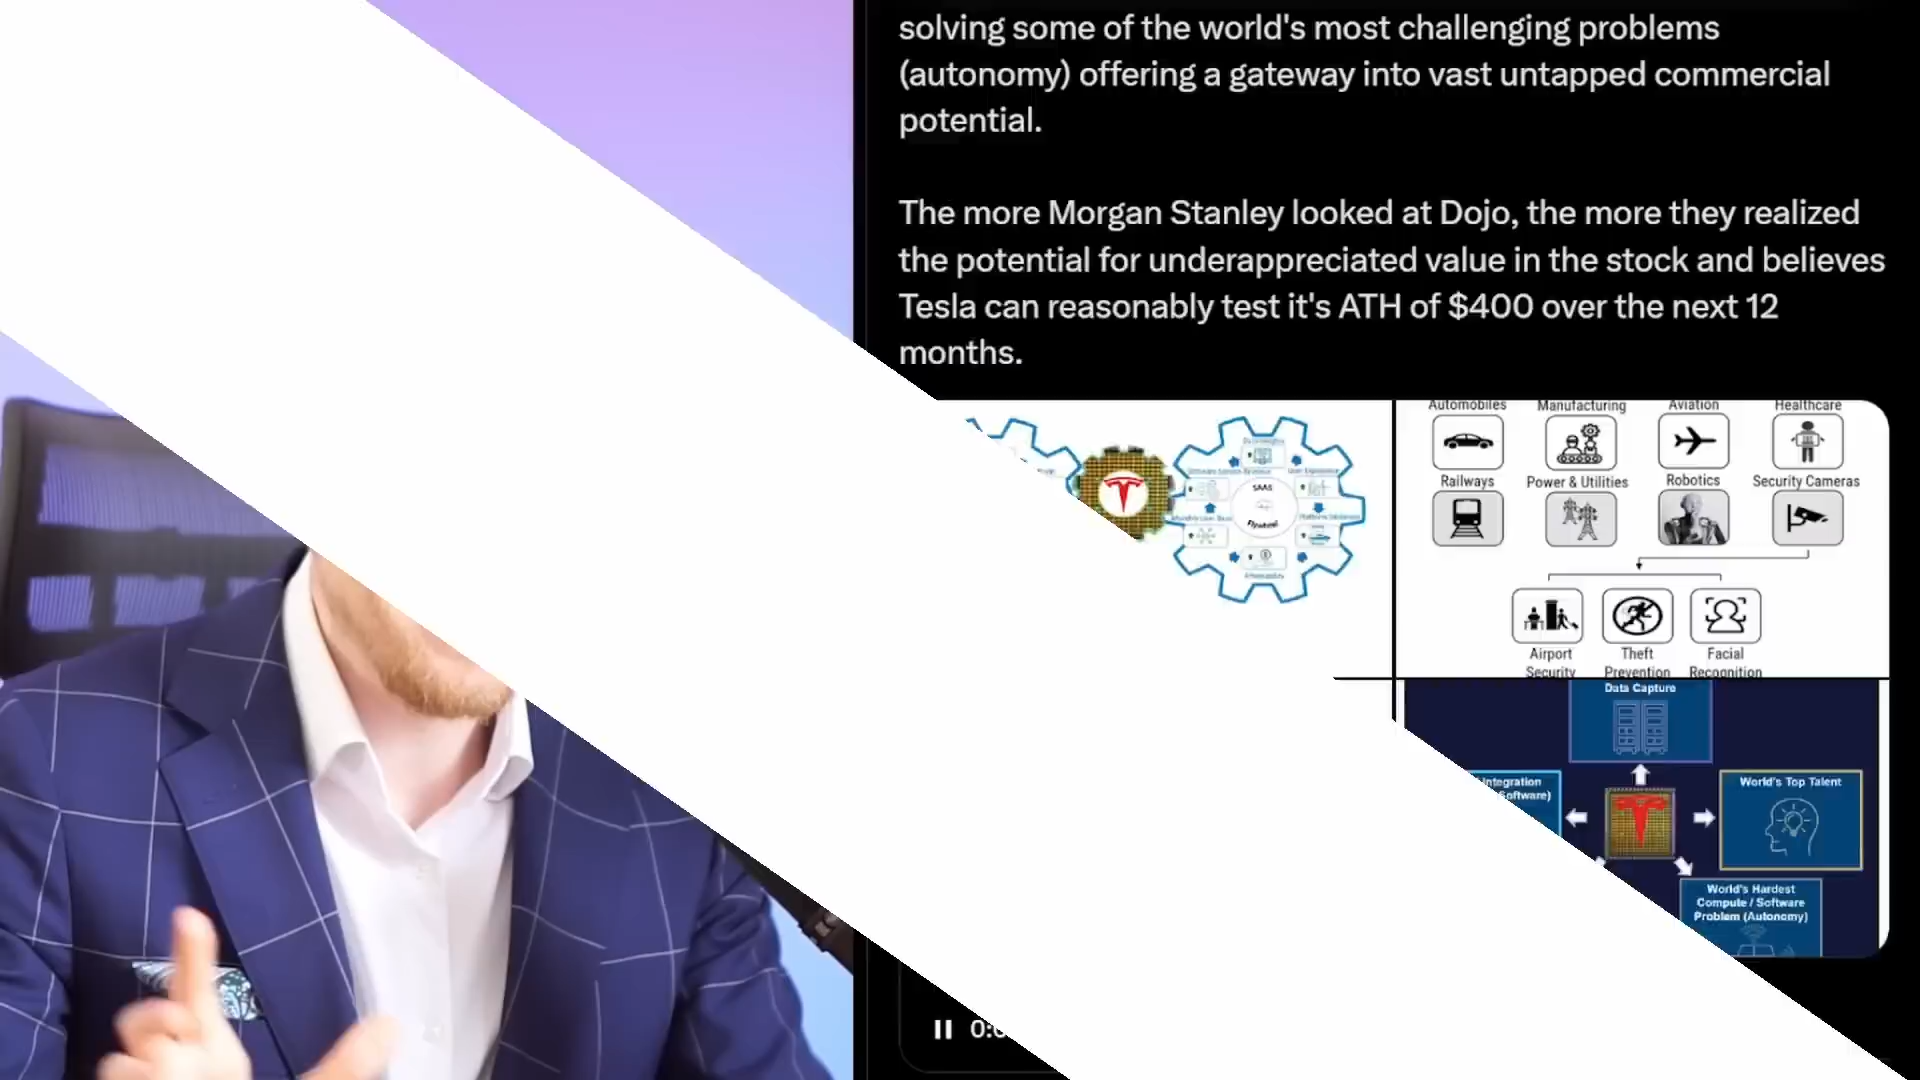 solving some of the world's most challenging problems
(autonomy) offering a gateway into vast untapped commercial
potential.
The more Morgan Stanley looked at Dojo, the more they realized
the potential for underappreciated value in the stock and believes
Tesla can reasonably test it's ATH of $400 over the next 12
months.
Automobiles Manufacturing Aviation Healthcare
Railways Power & Utilities Robotics Security Cameras
Airport Theft Facial
Security Prevention Recognition
SAAS
Flywheel
Data Capture
Integration
Software)
World's Top Talent
World's Hardest
Compute / Software
Problem (Autonomy)